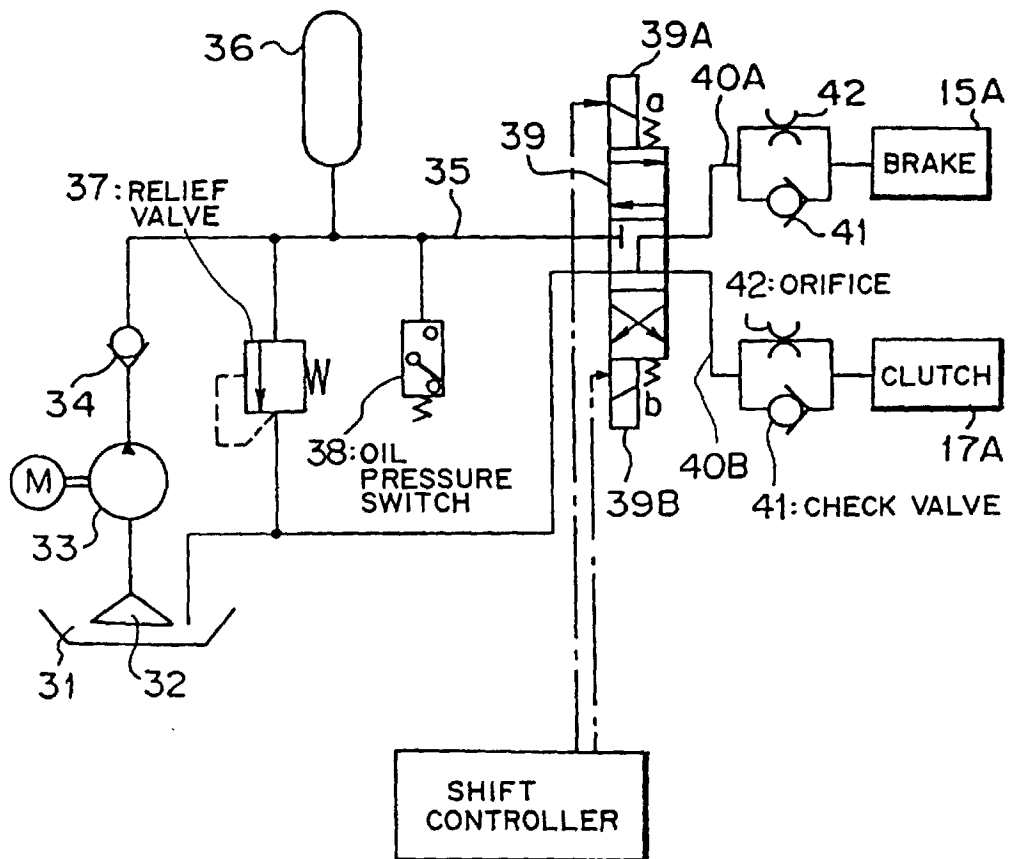 36
39A
a
40A
42
15A
BRAKE
39
41
37:RELIEF
VALVE
35
42:ORIFICE
34
CLUTCH
17A
M
33
38:OIL
PRESSURE
SWITCH
b
39B
40B
41:CHECK VALVE
31
32
SHIFT
CONTROLLER